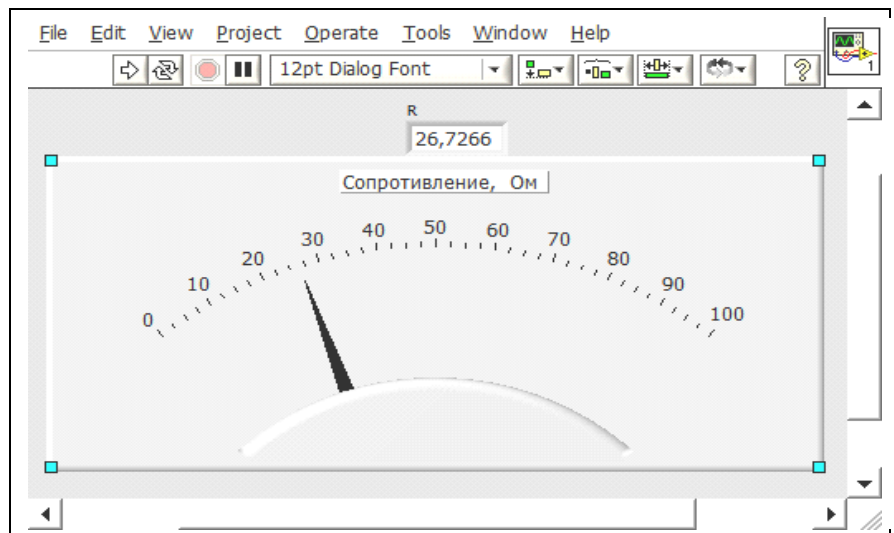 File Edit View Project Operate Tools Window Help
12pt Dialog Font
1
R
26,7266
Сопротивление, Ом
0 10 20 30 40 50 60 70 80 90 100